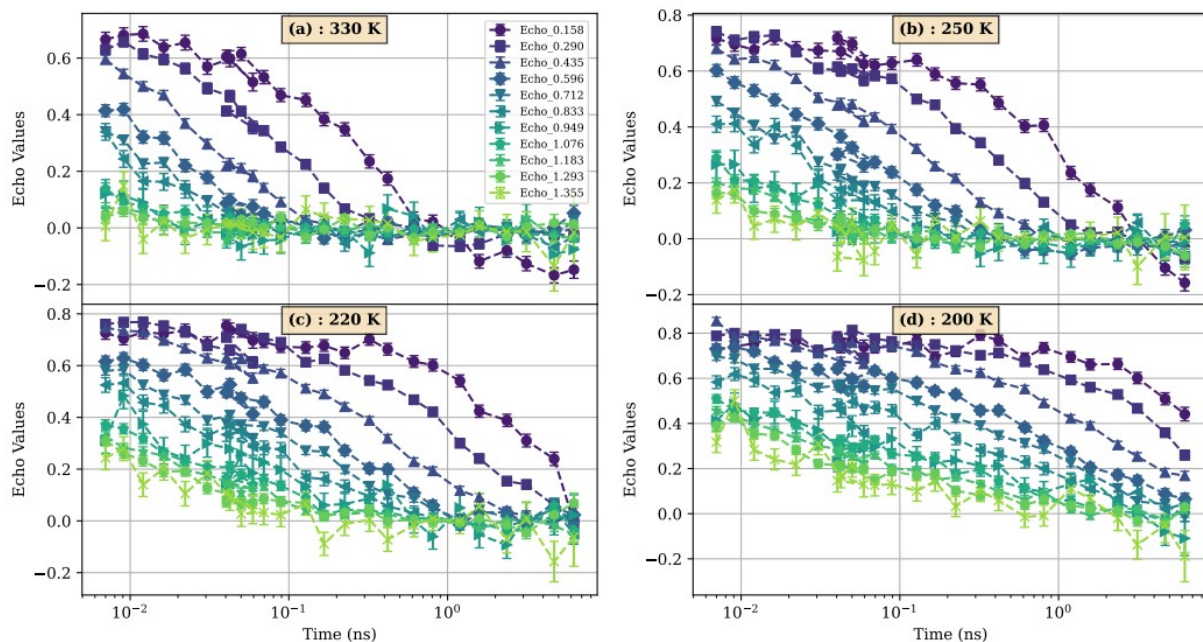 (a) : 330 K
Echo Values
0.6
0.4
0.2
0.0
−0.2
Echo_0.158
Echo_0.290
Echo_0.435
Echo_0.596
Echo_0.712
Echo_0.833
Echo_0.949
Echo_1.076
Echo_1.183
Echo_1.293
Echo_1.355
(b) : 250 K
Echo Values
0.8
0.6
0.4
0.2
0.0
−0.2
(c) : 220 K
Echo Values
0.8
0.6
0.4
0.2
0.0
−0.2
10⁻²
10⁻¹
10⁰
Time (ns)
(d) : 200 K
Echo Values
1.0
0.8
0.6
0.4
0.2
0.0
−0.2
10⁻²
10⁻¹
10⁰
Time (ns)